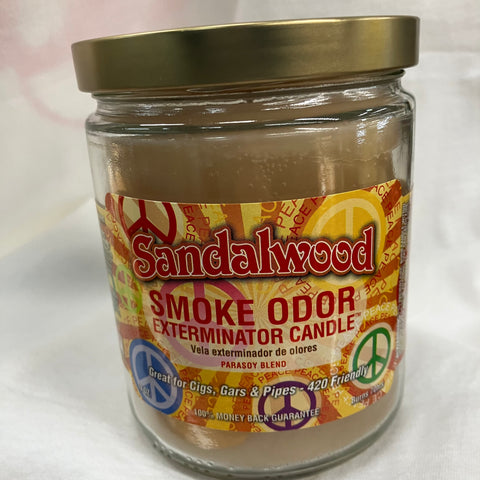 Sandalwood
SMOKE ODOR
EXTERMINATOR CANDLE™
Vela exterminador de olores
PARASOY BLEND
Great for Cigs, Gars & Pipes - 420 Friendly
100% MONEY BACK GUARANTEE
PEACE